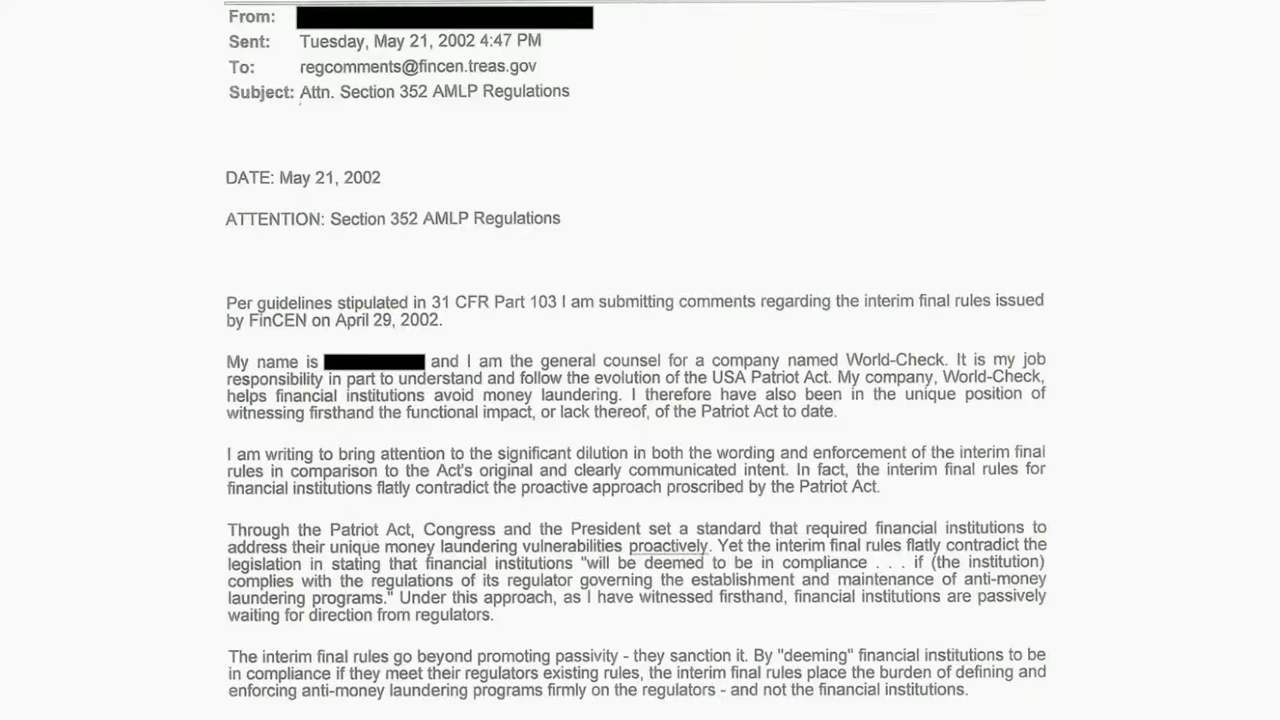 From:
Sent: Tuesday, May 21, 2002 4:47 PM
To: regcomments@fincen.treas.gov
Subject: Attn. Section 352 AMLP Regulations
DATE: May 21, 2002
ATTENTION: Section 352 AMLP Regulations
Per guidelines stipulated in 31 CFR Part 103 I am submitting comments regarding the interim final rules issued
by FinCEN on April 29, 2002.
My name is and I am the general counsel for a company named World-Check. It is my job
responsibility in part to understand and follow the evolution of the USA Patriot Act. My company, World-Check,
helps financial institutions avoid money laundering. I therefore have also been in the unique position of
witnessing firsthand the functional impact, or lack thereof, of the Patriot Act to date.
I am writing to bring attention to the significant dilution in both the wording and enforcement of the interim final
rules in comparison to the Act's original and clearly communicated intent. In fact, the interim final rules for
financial institutions flatly contradict the proactive approach proscribed by the Patriot Act.
Through the Patriot Act, Congress and the President set a standard that required financial institutions to
address their unique money laundering vulnerabilities proactively. Yet the interim final rules flatly contradict the
legislation in stating that financial institutions "will be deemed to be in compliance . . . if (the institution)
complies with the regulations of its regulator governing the establishment and maintenance of anti-money
laundering programs." Under this approach, as I have witnessed firsthand, financial institutions are passively
waiting for direction from regulators.
The interim final rules go beyond promoting passivity - they sanction it. By "deeming" financial institutions to be
in compliance if they meet their regulators existing rules, the interim final rules place the burden of defining and
enforcing anti-money laundering programs firmly on the regulators - and not the financial institutions.